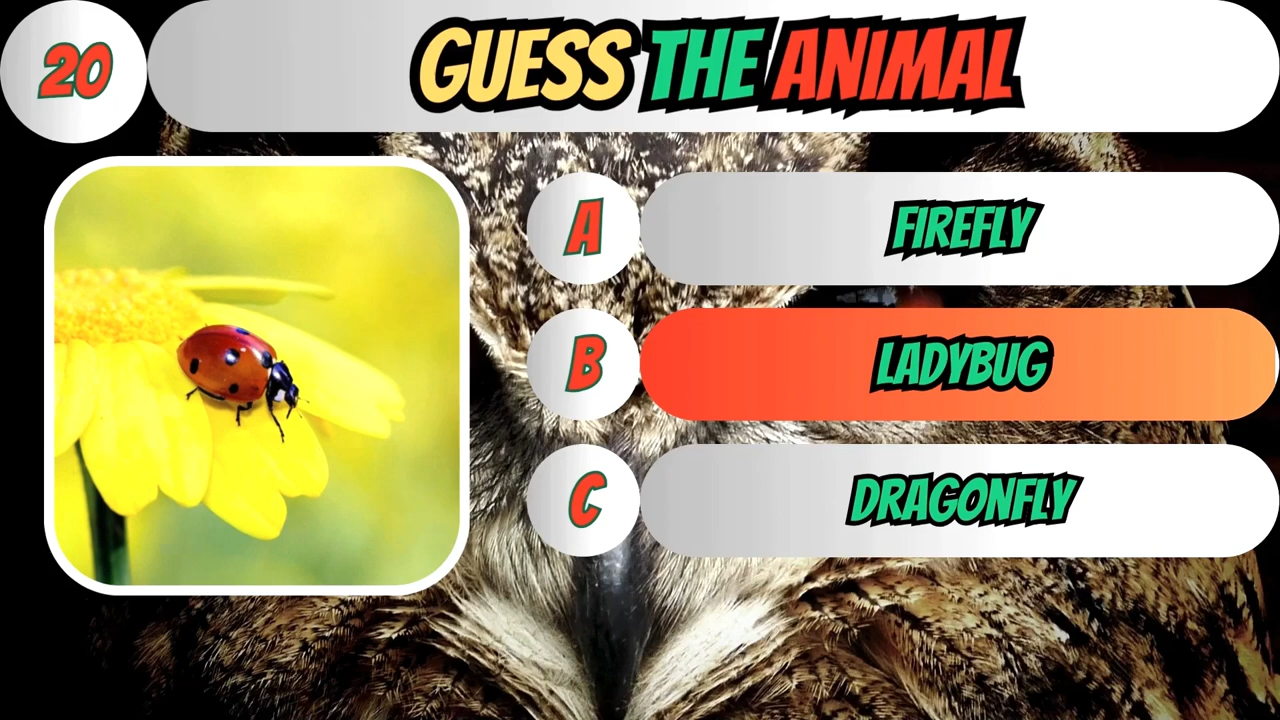 20
GUESS THE ANIMAL
A
FIREFLY
B
LADYBUG
C
DRAGONFLY